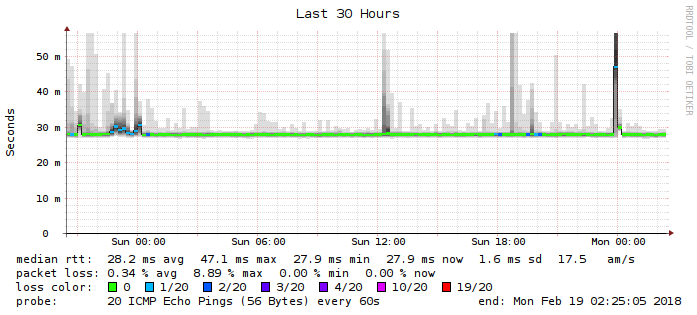 Last 30 Hours
RRDTOOL / TOBI OETIKER
Seconds
50 m
40 m
30 m
20 m
10 m
0
Sun 00:00 Sun 06:00 Sun 12:00 Sun 18:00 Mon 00:00
median rtt: 28.2 ms avg 47.1 ms max 27.9 ms min 27.9 ms now 1.6 ms sd 17.5 am/s
packet loss: 0.34 % avg 8.89 % max 0.00 % min 0.00 % now
loss color: 0 1/20 2/20 3/20 4/20 10/20 19/20
probe: 20 ICMP Echo Pings (56 Bytes) every 60s end: Mon Feb 19 02:25:05 2018